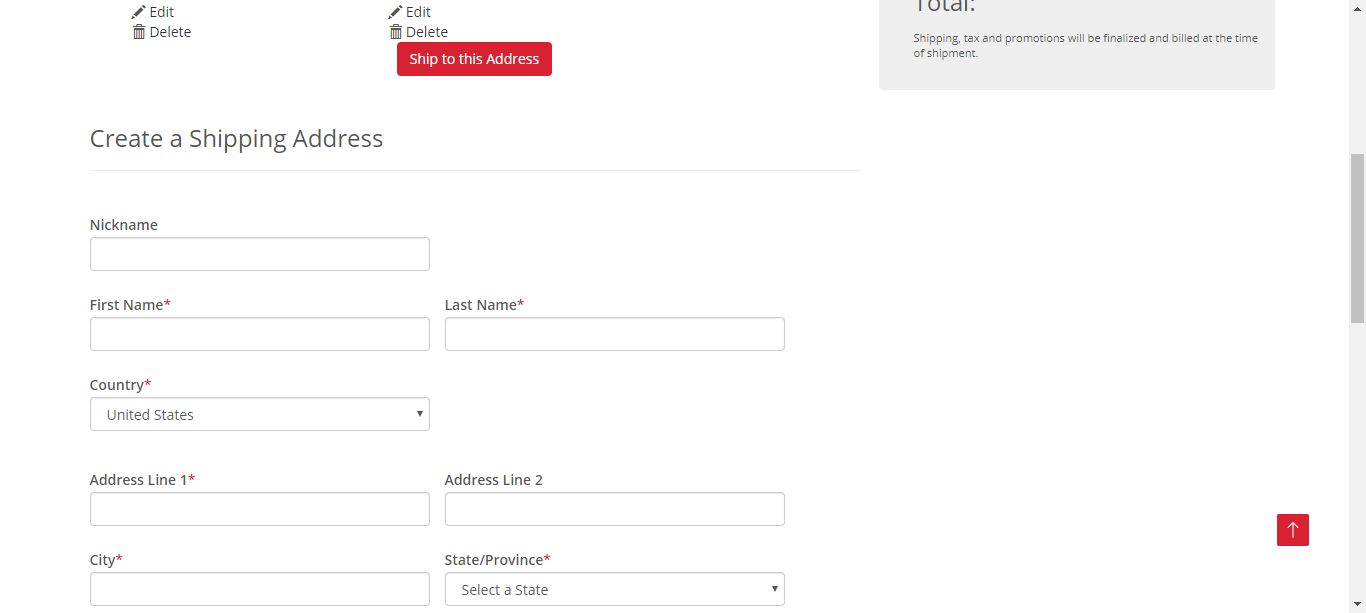 Edit
Delete
Edit
Delete
Ship to this Address
Total:
Shipping, tax and promotions will be finalized and billed at the time
of shipment.
Create a Shipping Address
Nickname
First Name*
Last Name*
Country*
United States
Address Line 1*
Address Line 2
City*
State/Province*
Select a State